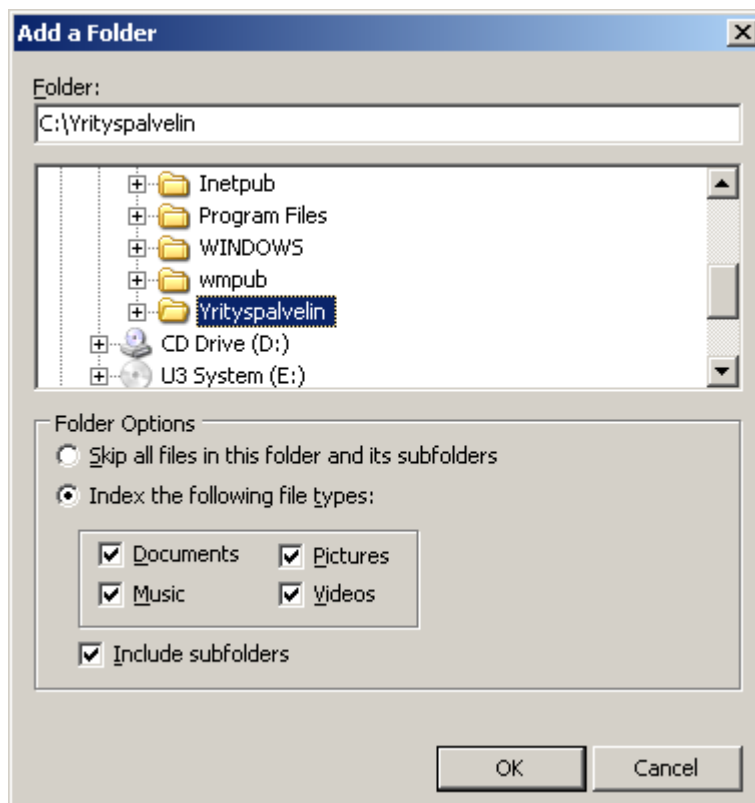 Add a Folder
Folder:
C:\Yrityspalvelin
Inetpub
Program Files
WINDOWS
wmpub
Yrityspalvelin
CD Drive (D:)
U3 System (E:)
Folder Options
Skip all files in this folder and its subfolders
Index the following file types:
Documents Pictures
Music Videos
Include subfolders
OK Cancel